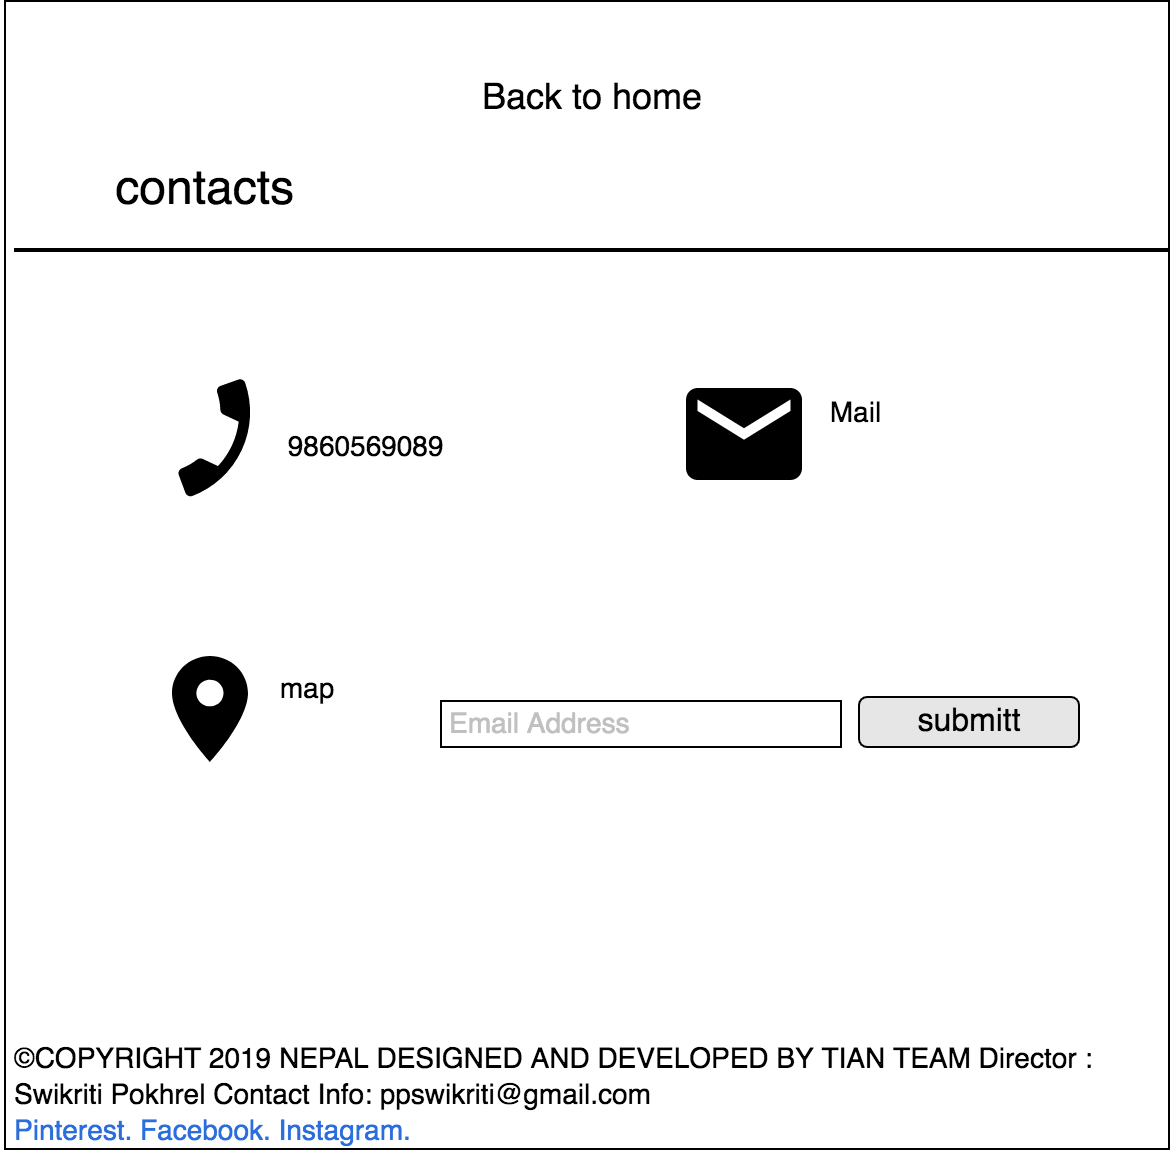 Back to home
contacts
9860569089
Mail
map
Email Address
submitt
©COPYRIGHT 2019 NEPAL DESIGNED AND DEVELOPED BY TIAN TEAM Director :
Swikriti Pokhrel Contact Info: ppswikriti@gmail.com
Pinterest. Facebook. Instagram.